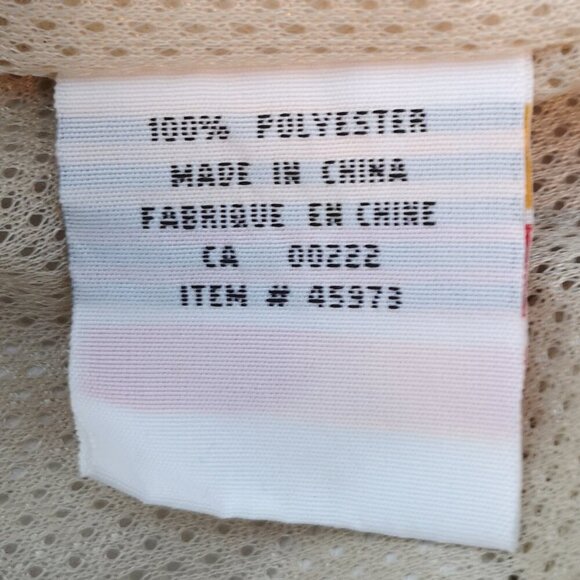 100% POLYESTER
MADE IN CHINA
FABRIQUE EN CHINE
CA 00222
ITEM # 45973